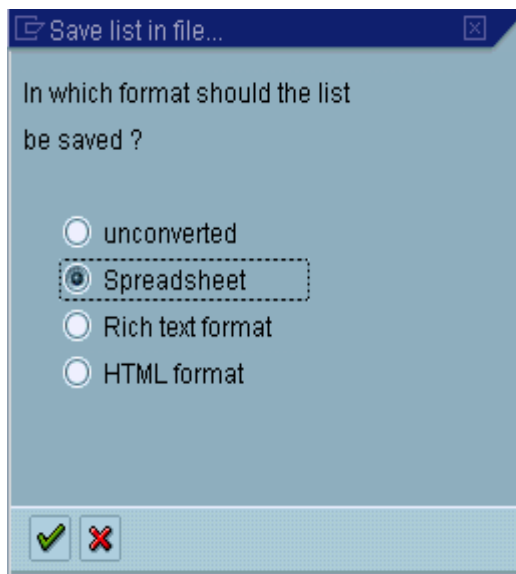 Save list in file...
In which format should the list
be saved ?
unconverted
Spreadsheet
Rich text format
HTML format